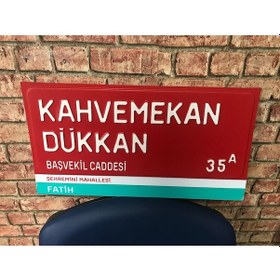 KAHVEMEKAN
DÜKKAN
BAŞVEKİL CADDESİ 35A
ŞEHREMİNİ MAHALLESİ
FATİH